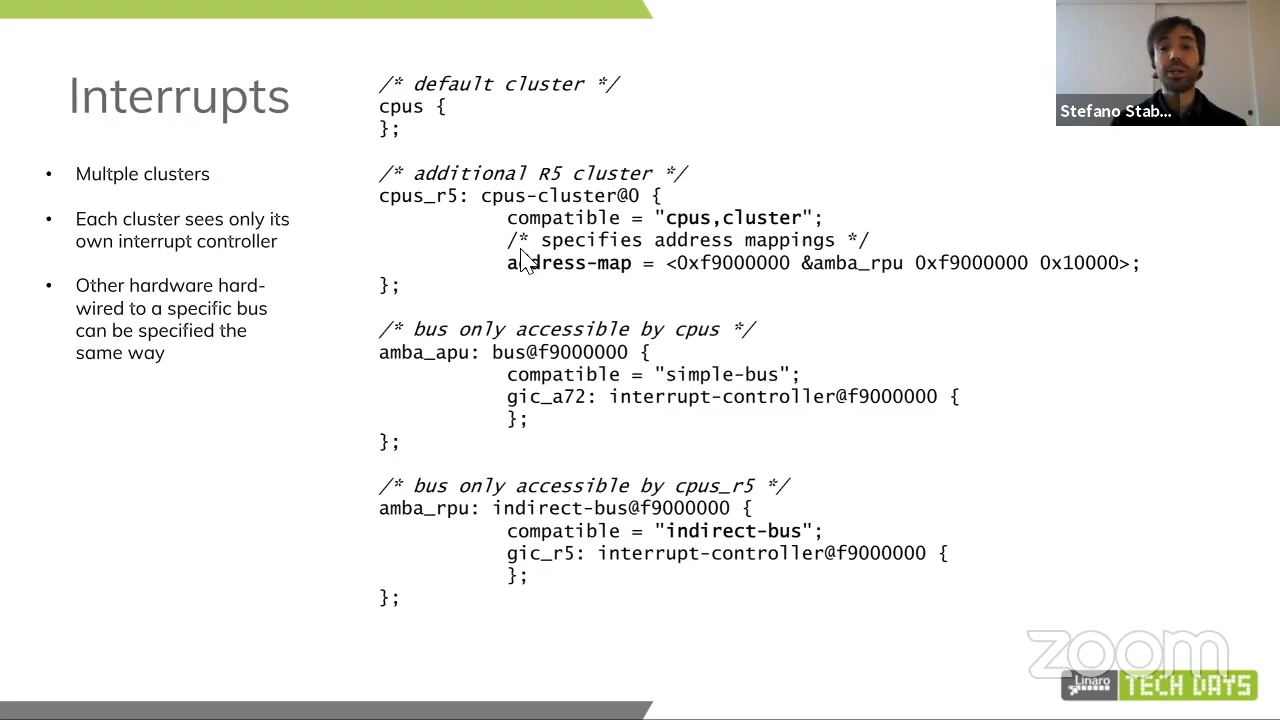 Interrupts
• Multple clusters
• Each cluster sees only its
own interrupt controller
• Other hardware hard-
wired to a specific bus
can be specified the
same way
/* default cluster */
cpus {
};
/* additional R5 cluster */
cpus_r5: cpus-cluster@0 {
compatible = "cpus,cluster";
/* specifies address mappings */
address-map = <0xf9000000 &amba_rpu 0xf9000000 0x10000>;
};
/* bus only accessible by cpus */
amba_apu: bus@f9000000 {
compatible = "simple-bus";
gic_a72: interrupt-controller@f9000000 {
};
};
/* bus only accessible by cpus_r5 */
amba_rpu: indirect-bus@f9000000 {
compatible = "indirect-bus";
gic_r5: interrupt-controller@f9000000 {
};
};
Stefano Stab...
zoom
Linaro TECH DAYS